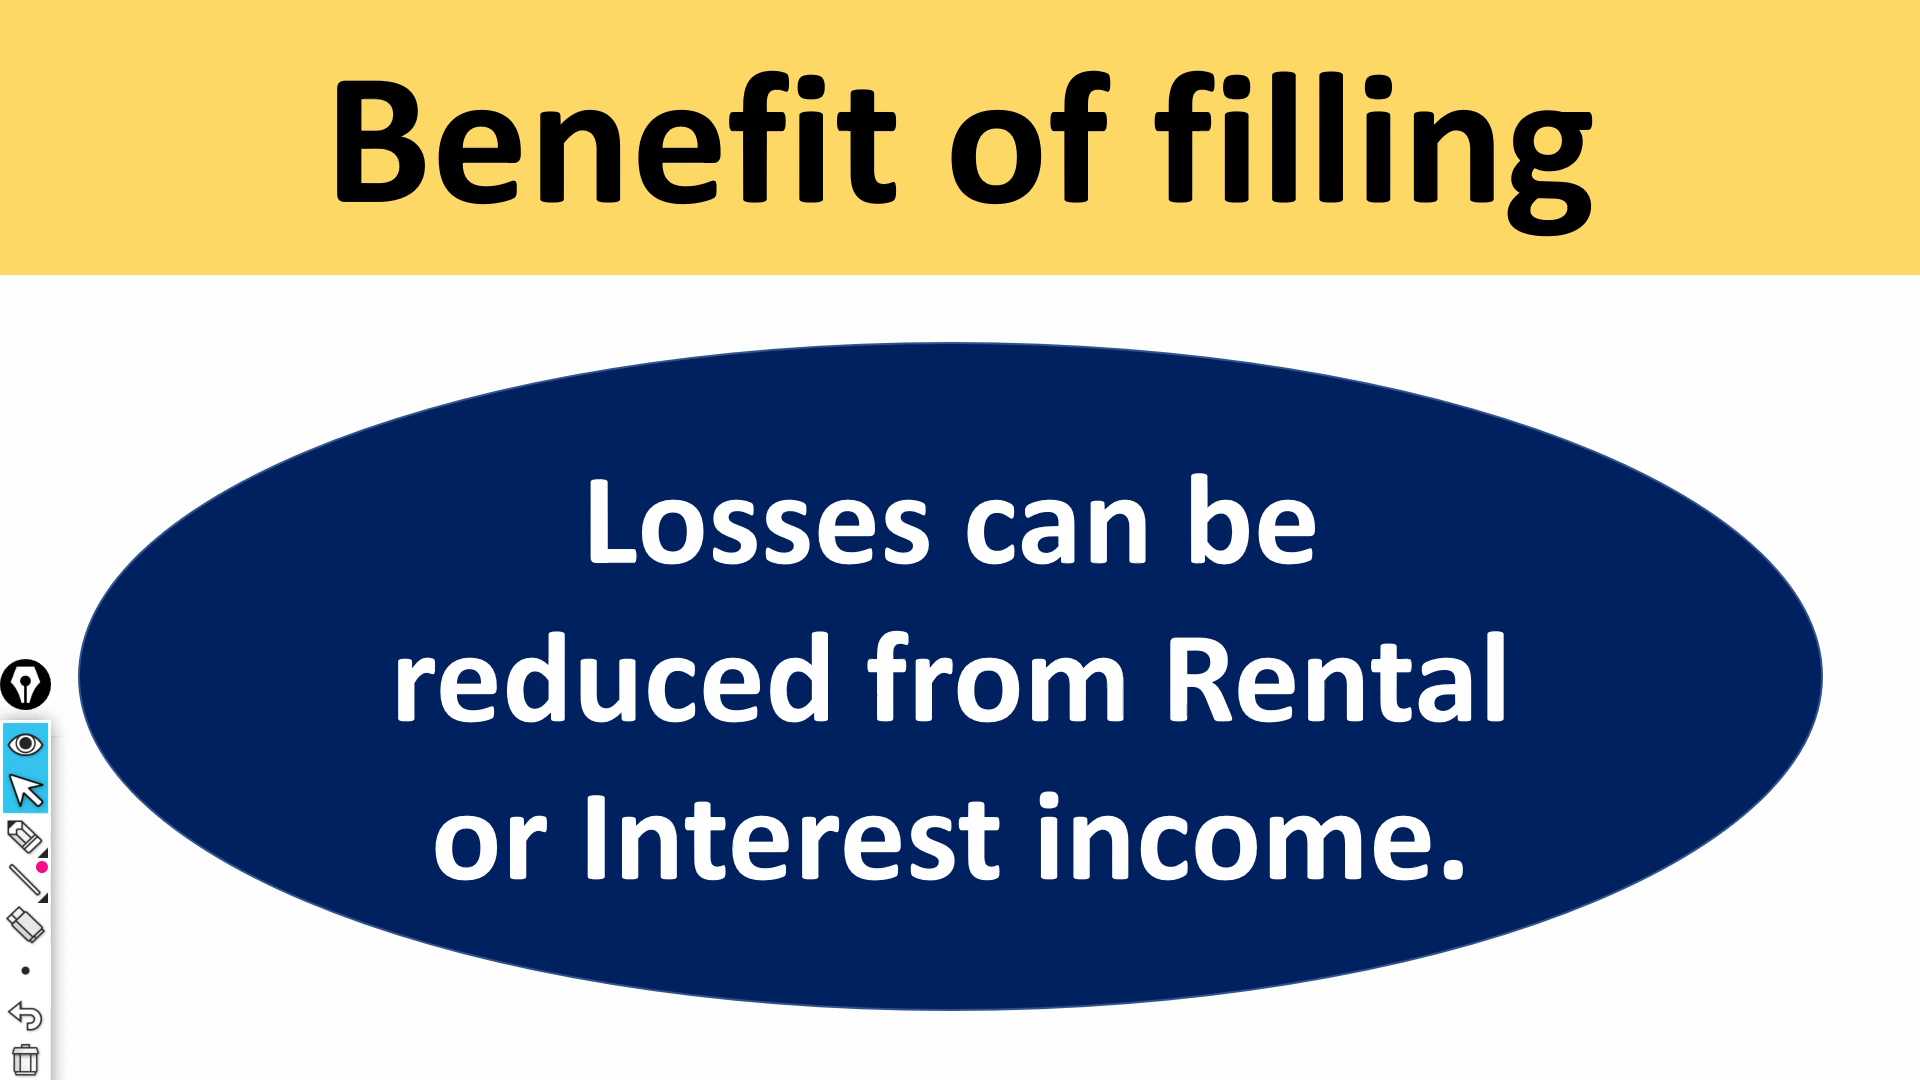 Benefit of filling
Losses can be
reduced from Rental
or Interest income.